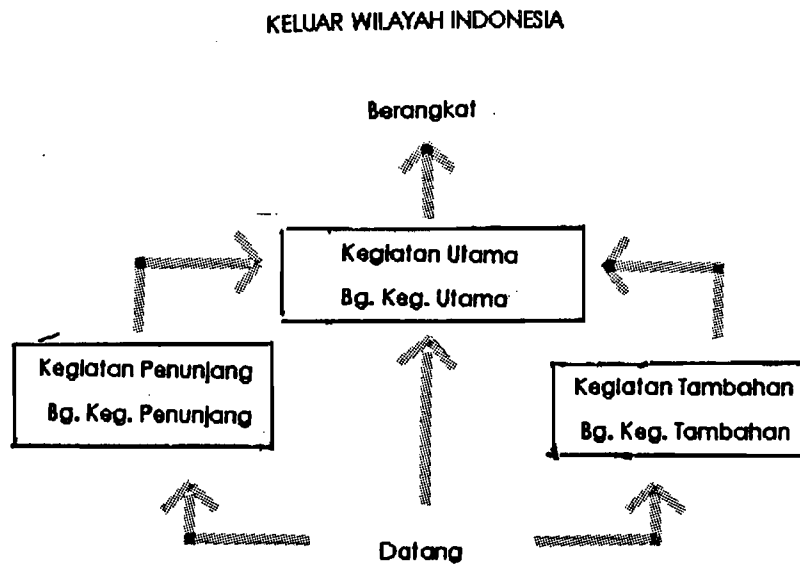 KELUAR WILAYAH INDONESIA
Berangkat
Kegiatan Utama
Bg. Keg. Utama
Kegiatan Penunjang
Bg. Keg. Penunjang
Kegiatan Tambahan
Bg. Keg. Tambahan
Datang